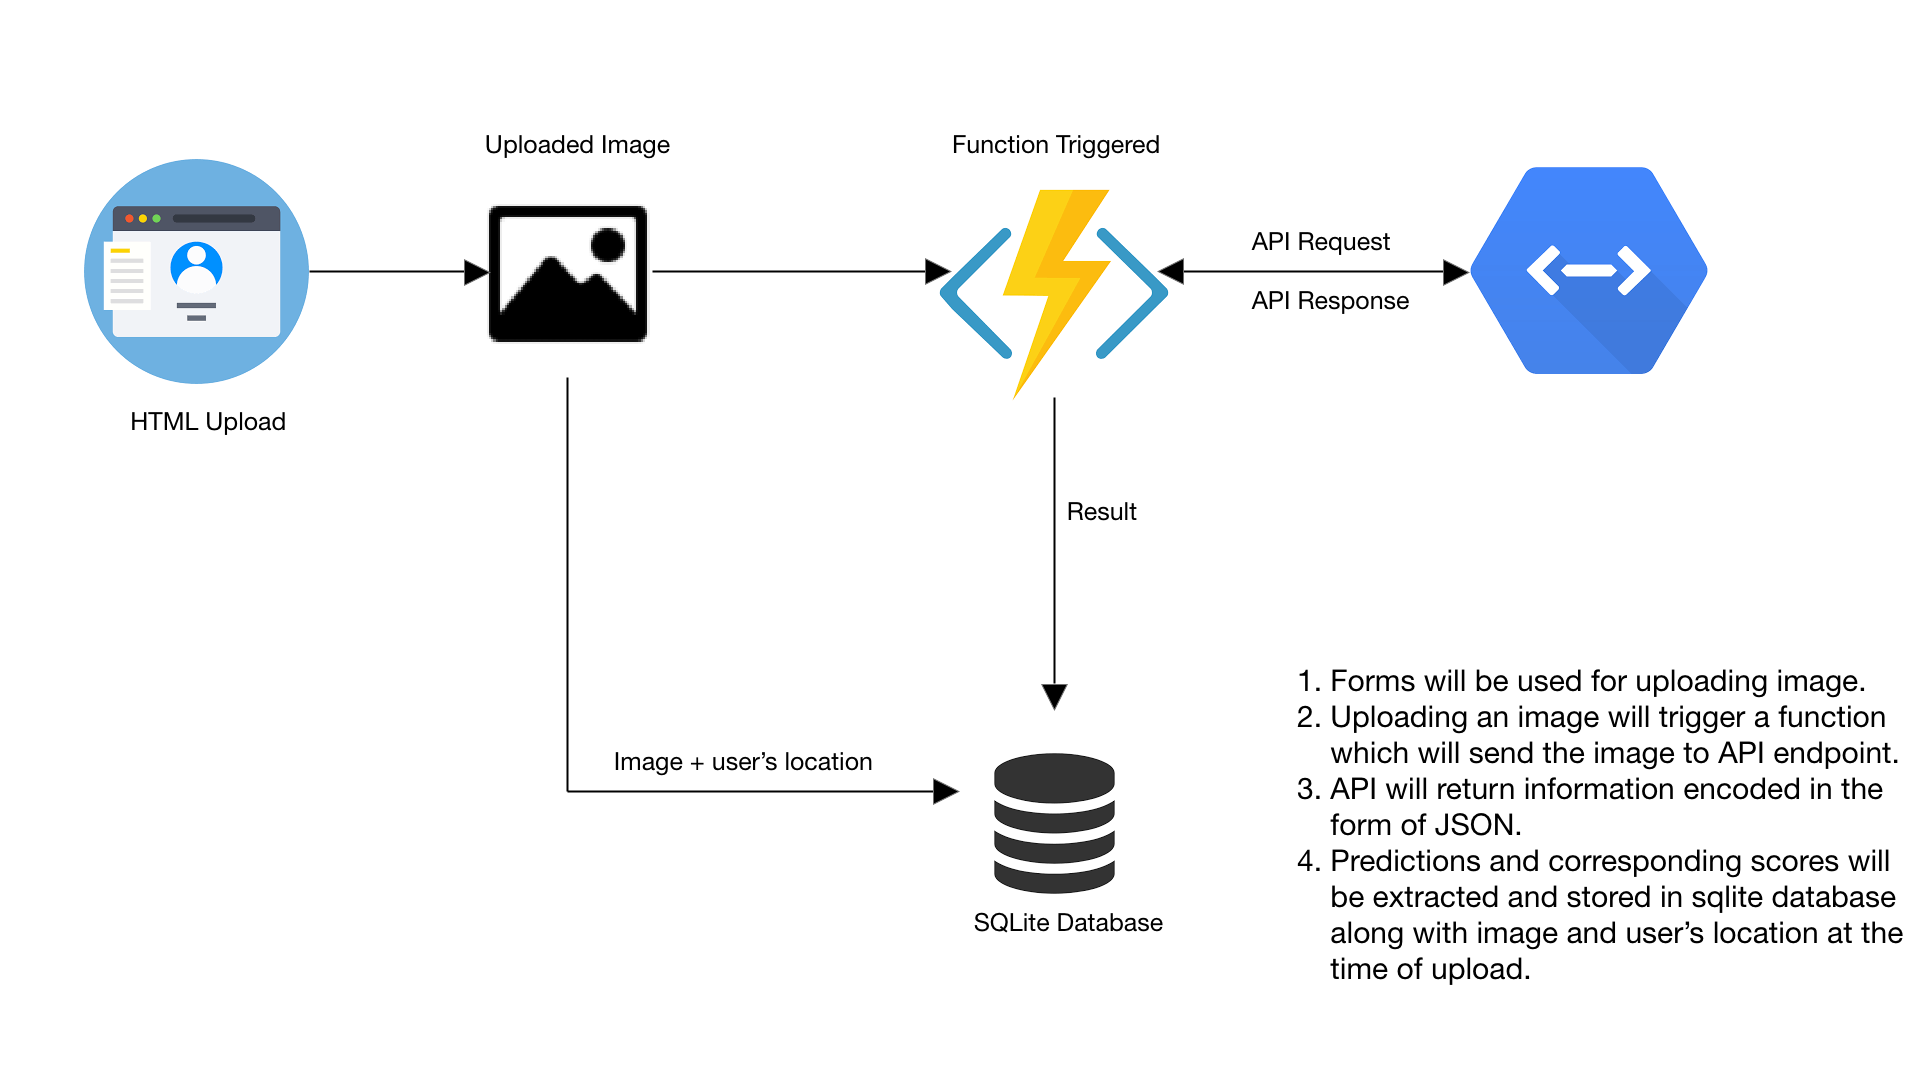 Uploaded Image
Function Triggered
API Request
API Response
HTML Upload
Result
Image + user’s location
SQLite Database
1. Forms will be used for uploading image.
2. Uploading an image will trigger a function
which will send the image to API endpoint.
3. API will return information encoded in the
form of JSON.
4. Predictions and corresponding scores will
be extracted and stored in sqlite database
along with image and user’s location at the
time of upload.